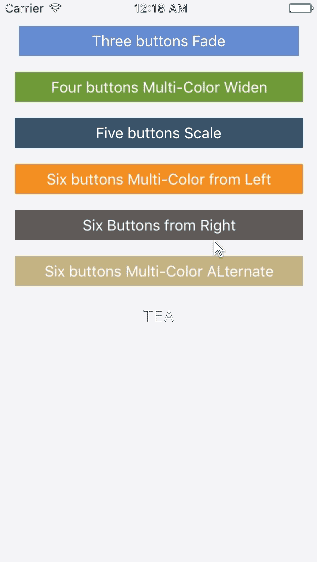 Carrier 12:18 AM
Three buttons Fade
Four buttons Multi-Color Widen
Five buttons Scale
Six buttons Multi-Color from Left
Six Buttons from Right
Six buttons Multi-Color ALternate
TEA